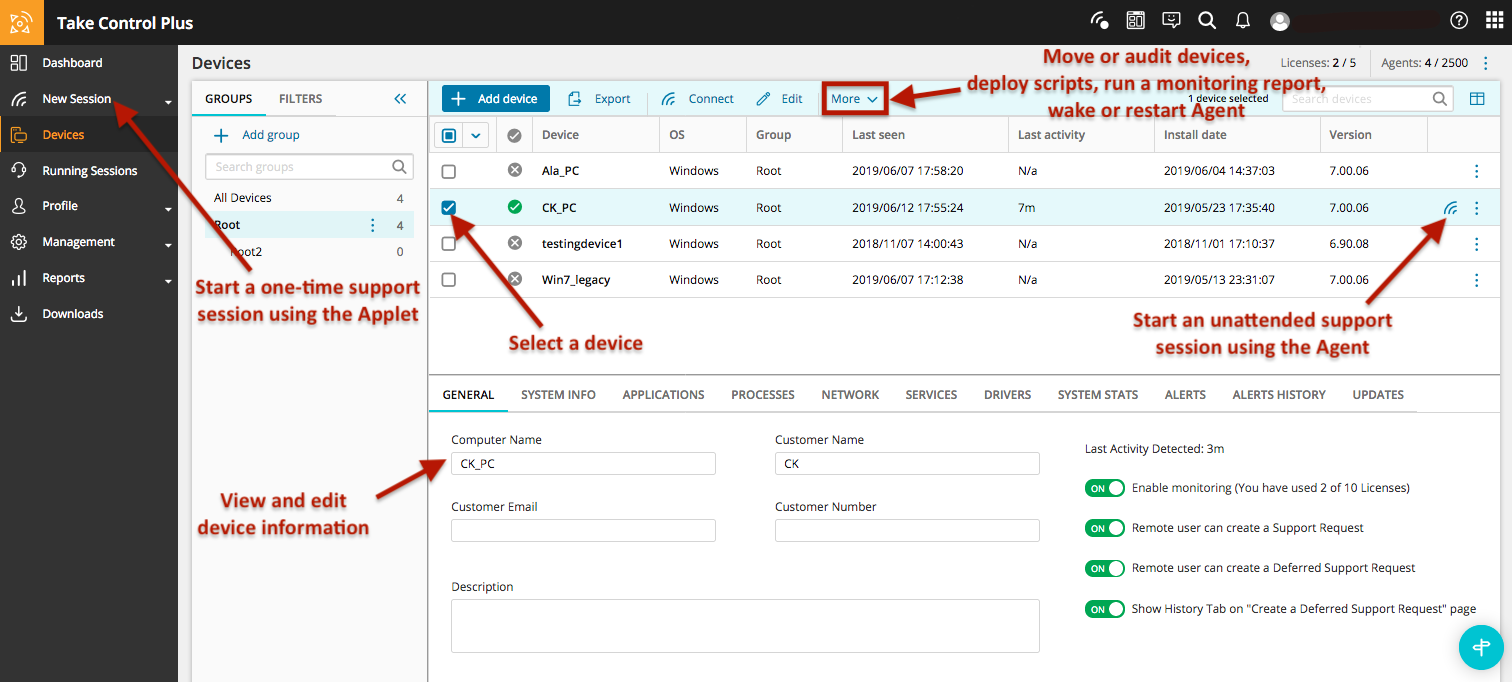 Take Control Plus
Dashboard
New Session
Devices
Running Sessions
Profile
Management
Reports
Downloads
Devices
Licenses: 2 / 5
Agents: 4 / 2500
Move or audit devices,
deploy scripts, run a monitoring report,
wake or restart Agent
GROUPS
FILTERS
Add group
Search groups
All Devices 4
Root 4
Root2 0
Start a one-time support
session using the Applet
Add device
Export
Connect
Edit
More
1 device selected
Search devices
Device OS Group Last seen Last activity Install date Version
Ala_PC Windows Root 2019/06/07 17:58:20 N/a 2019/06/04 14:37:03 7.00.06
CK_PC Windows Root 2019/06/12 17:55:24 7m 2019/05/23 17:35:40 7.00.06
testingdevice1 Windows Root 2018/11/07 14:00:43 N/a 2018/11/01 17:10:37 6.90.08
Win7_legacy Windows Root 2019/06/07 17:12:38 N/a 2019/05/13 23:31:07 7.00.06
Select a device
Start an unattended support
session using the Agent
GENERAL SYSTEM INFO APPLICATIONS PROCESSES NETWORK SERVICES DRIVERS SYSTEM STATS ALERTS ALERTS HISTORY UPDATES
Computer Name
CK_PC
Customer Name
CK
Customer Email
Customer Number
Description
View and edit
device information
Last Activity Detected: 3m
ON Enable monitoring (You have used 2 of 10 Licenses)
ON Remote user can create a Support Request
ON Remote user can create a Deferred Support Request
ON Show History Tab on "Create a Deferred Support Request" page